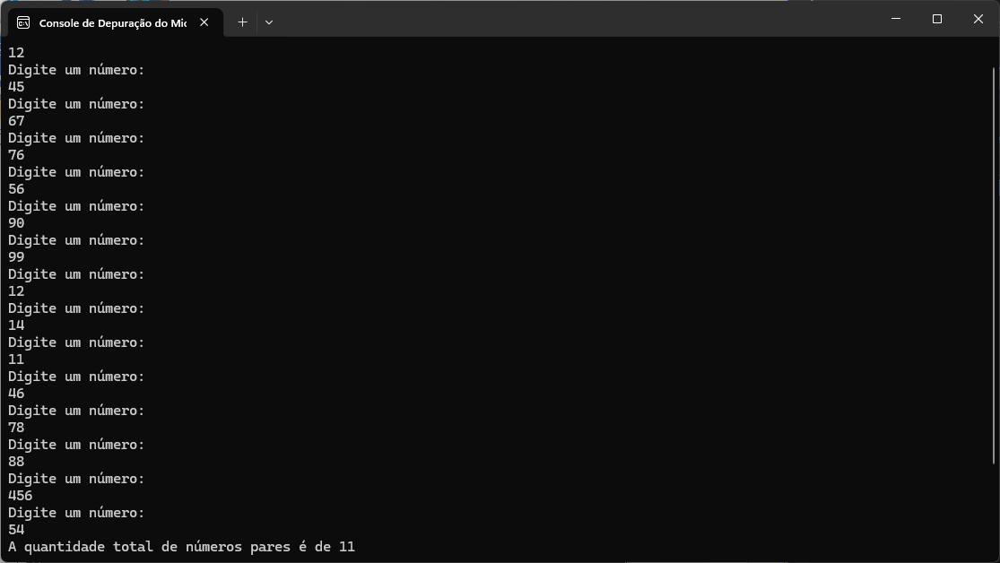 Console de Depuração do Mic
12
Digite um número:
45
Digite um número:
67
Digite um número:
76
Digite um número:
56
Digite um número:
90
Digite um número:
99
Digite um número:
12
Digite um número:
14
Digite um número:
11
Digite um número:
46
Digite um número:
78
Digite um número:
88
Digite um número:
456
Digite um número:
54
A quantidade total de números pares é de 11